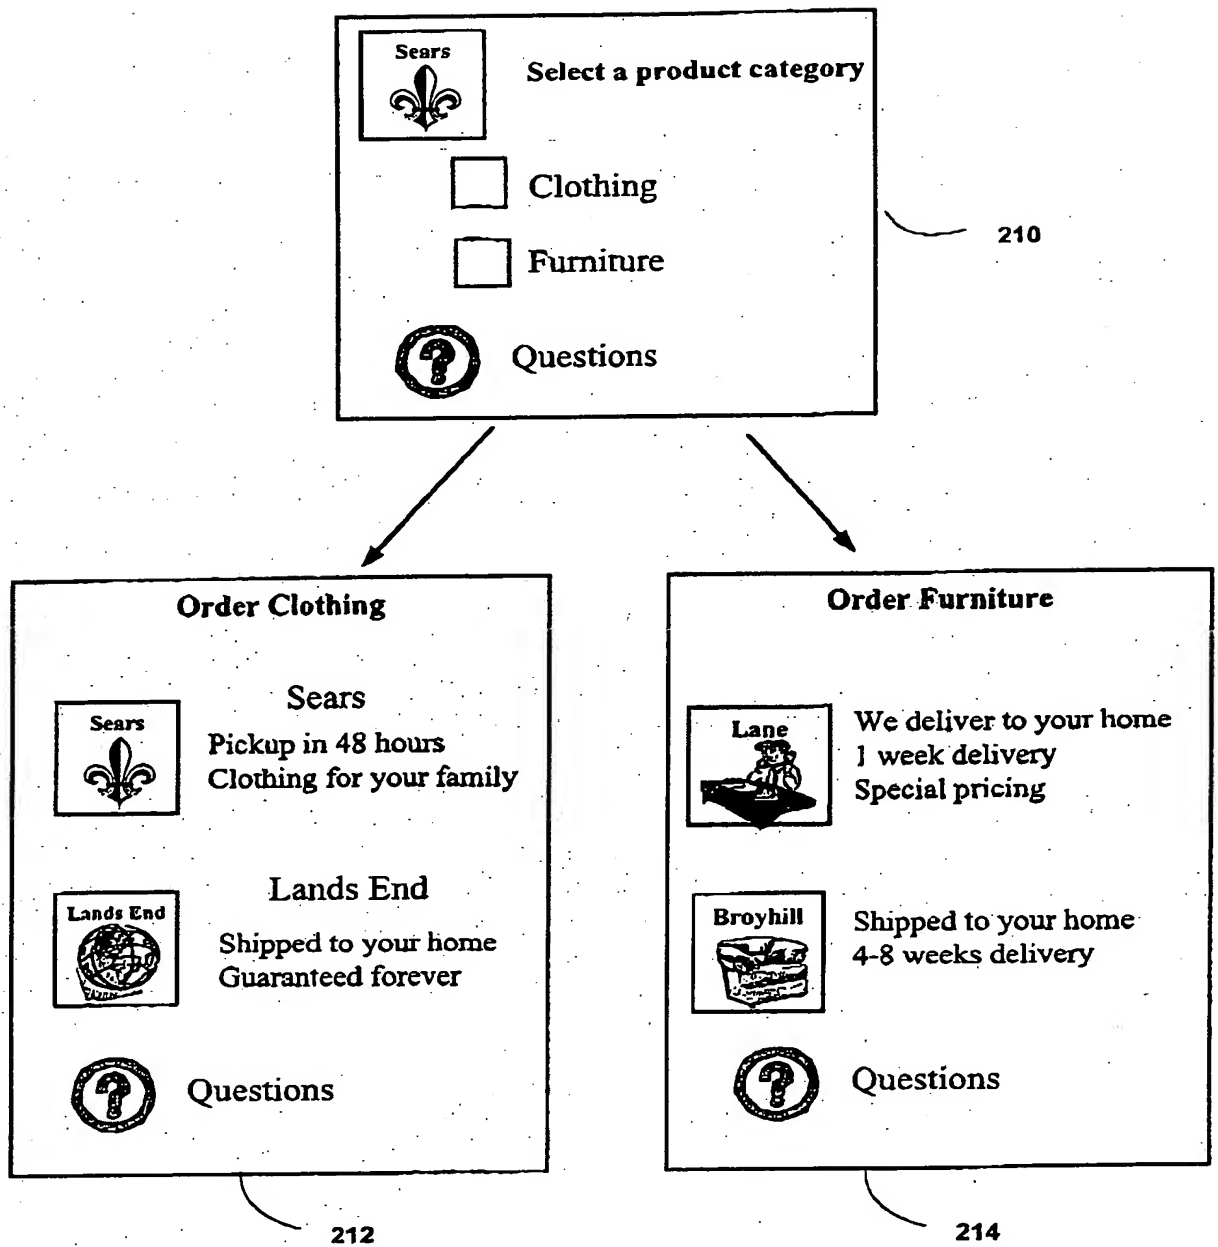 Sears
Select a product category
Clothing
210
Furniture
?
Questions
Order Clothing
Sears
Sears
Pickup in 48 hours
Clothing for your family
Lands End
Lands End
Shipped to your home
Guaranteed forever
?
Questions
212
Order Furniture
Lane
We deliver to your home
1 week delivery
Special pricing
Broyhill
Shipped to your home
4-8 weeks delivery
?
Questions
214